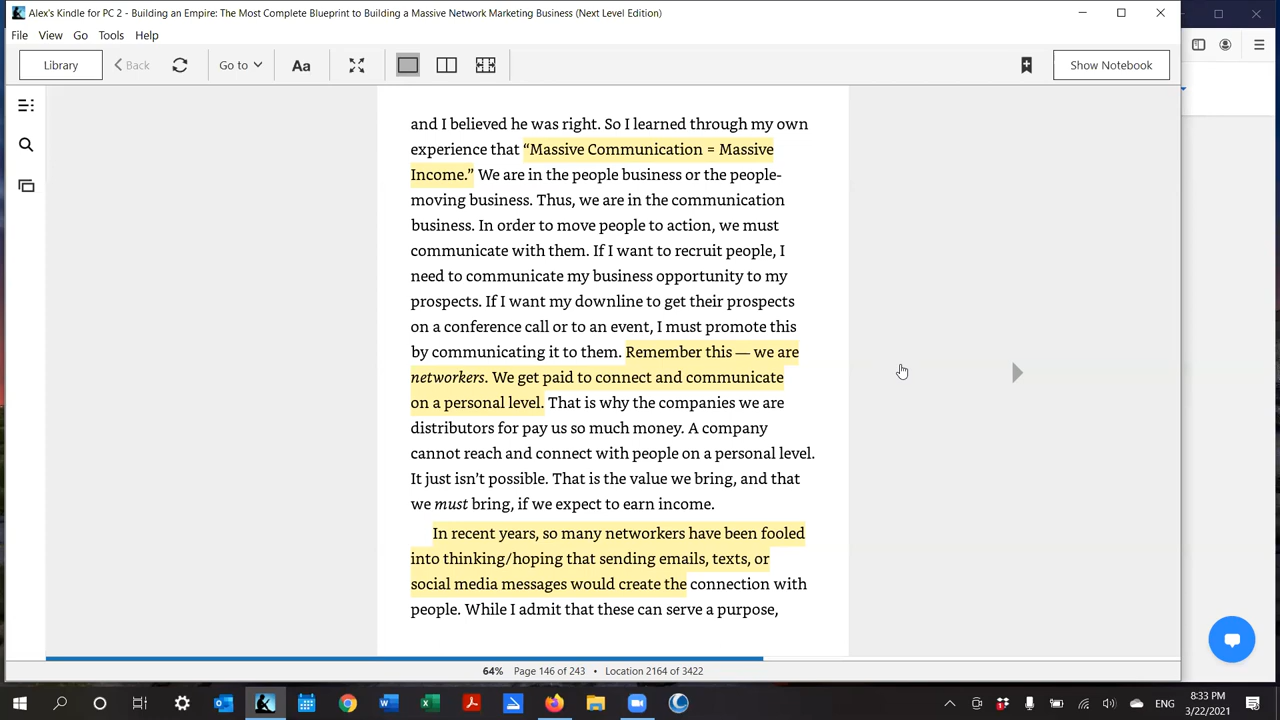 Alex's Kindle for PC 2 - Building an Empire: The Most Complete Blueprint to Building a Massive Network Marketing Business (Next Level Edition)
File View Go Tools Help
Library Back Go to Aa Show Notebook
and I believed he was right. So I learned through my own
experience that “Massive Communication = Massive
Income.” We are in the people business or the people-
moving business. Thus, we are in the communication
business. In order to move people to action, we must
communicate with them. If I want to recruit people, I
need to communicate my business opportunity to my
prospects. If I want my downline to get their prospects
on a conference call or to an event, I must promote this
by communicating it to them. Remember this — we are
networkers. We get paid to connect and communicate
on a personal level. That is why the companies we are
distributors for pay us so much money. A company
cannot reach and connect with people on a personal level.
It just isn’t possible. That is the value we bring, and that
we must bring, if we expect to earn income.
In recent years, so many networkers have been fooled
into thinking/hoping that sending emails, texts, or
social media messages would create the connection with
people. While I admit that these can serve a purpose,
64% Page 146 of 243 • Location 2164 of 3422
ENG 8:33 PM
3/22/2021